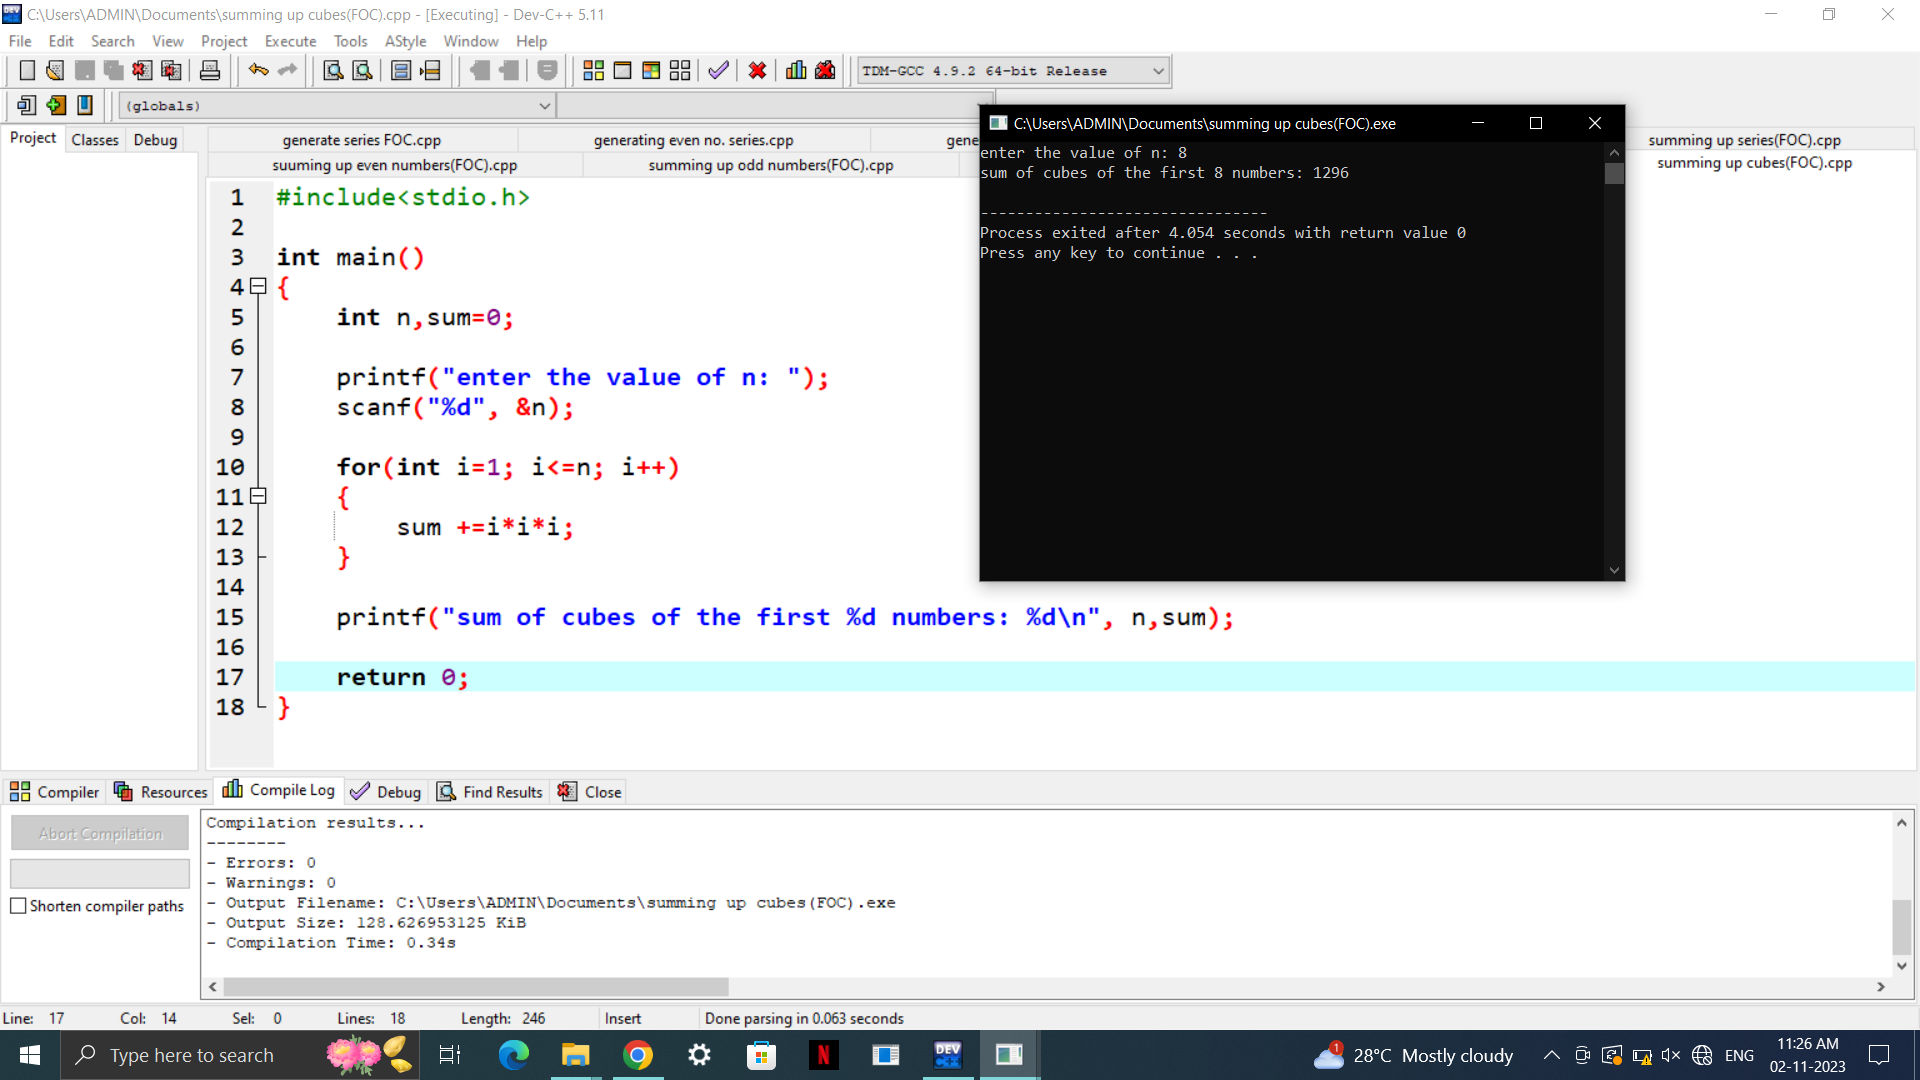 C:\Users\ADMIN\Documents\summing up cubes(FOC).cpp - [Executing] - Dev-C++ 5.11
File Edit Search View Project Execute Tools AStyle Window Help
TDM-GCC 4.9.2 64-bit Release
(globals)
Project Classes Debug
generate series FOC.cpp generating even no. series.cpp gene summing up series(FOC).cpp
suuming up even numbers(FOC).cpp summing up odd numbers(FOC).cpp summing up cubes(FOC).cpp
1 #include<stdio.h>
2
3 int main()
4 {
5 int n,sum=0;
6
7 printf("enter the value of n: ");
8 scanf("%d", &n);
9
10 for(int i=1; i<=n; i++)
11 {
12 sum +=i*i*i;
13 }
14
15 printf("sum of cubes of the first %d numbers: %d\n", n,sum);
16
17 return 0;
18 }
C:\Users\ADMIN\Documents\summing up cubes(FOC).exe
enter the value of n: 8
sum of cubes of the first 8 numbers: 1296
--------------------------------
Process exited after 4.054 seconds with return value 0
Press any key to continue . . .
Compiler Resources Compile Log Debug Find Results Close
Abort Compilation
Shorten compiler paths
Compilation results...
--------
- Errors: 0
- Warnings: 0
- Output Filename: C:\Users\ADMIN\Documents\summing up cubes(FOC).exe
- Output Size: 128.626953125 KiB
- Compilation Time: 0.34s
Line: 17 Col: 14 Sel: 0 Lines: 18 Length: 246 Insert Done parsing in 0.063 seconds
Type here to search
N
DEV C++
1
28°C Mostly cloudy
ENG
11:26 AM
02-11-2023